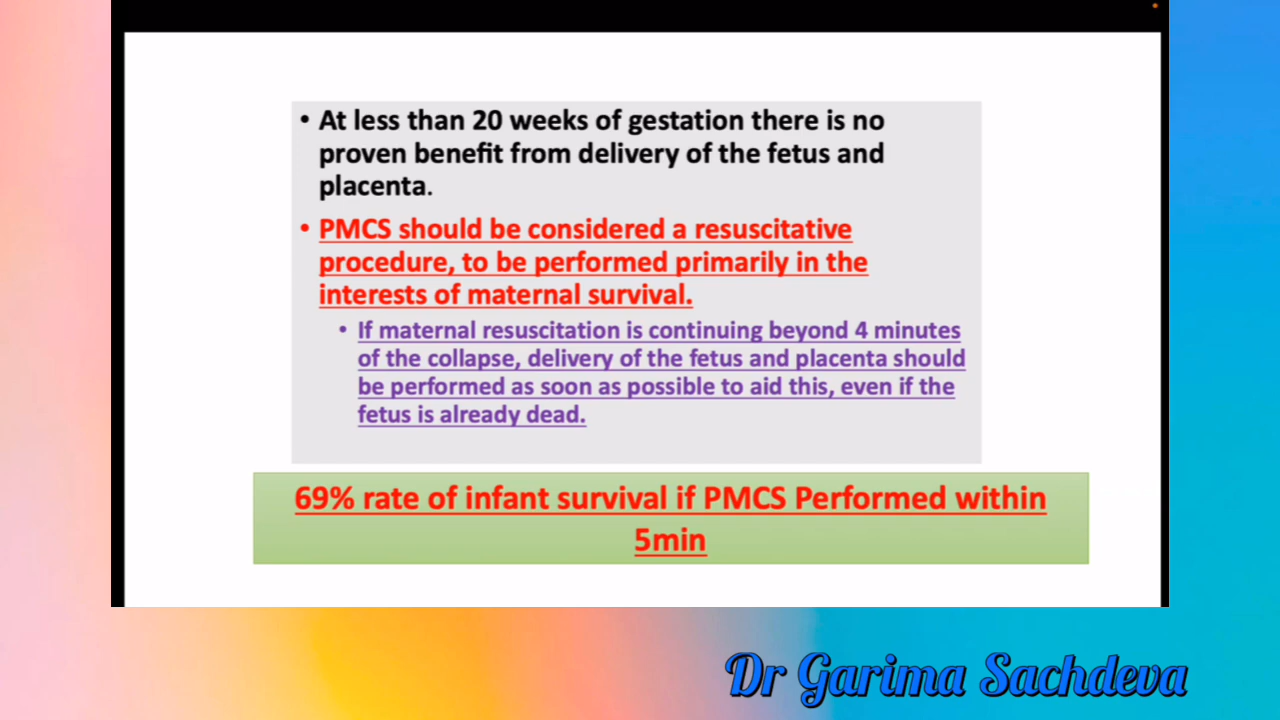 • At less than 20 weeks of gestation there is no
proven benefit from delivery of the fetus and
placenta.
• PMCS should be considered a resuscitative
procedure, to be performed primarily in the
interests of maternal survival.
• If maternal resuscitation is continuing beyond 4 minutes
of the collapse, delivery of the fetus and placenta should
be performed as soon as possible to aid this, even if the
fetus is already dead.
69% rate of infant survival if PMCS Performed within
5min
Dr Garima Sachdeva